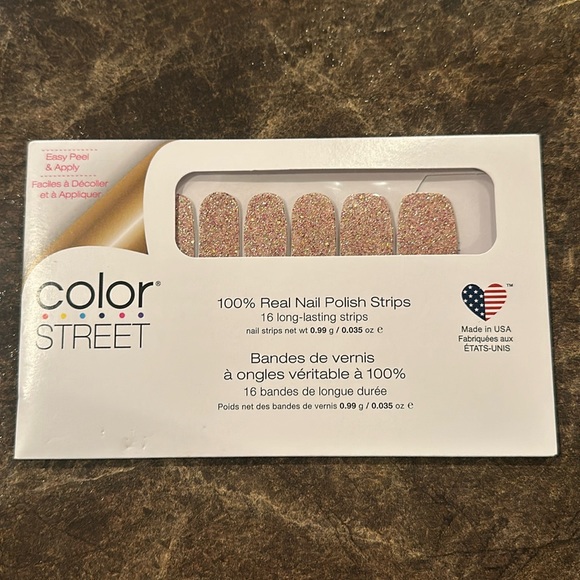 Easy Peel
& Apply
Faciles à Décoller
et à Appliquer
color®
STREET
100% Real Nail Polish Strips
16 long-lasting strips
nail strips net wt 0.99 g / 0.035 oz ℮
Bandes de vernis
à ongles véritable à 100%
16 bandes de longue durée
Poids net des bandes de vernis 0.99 g / 0.035 oz ℮
TM
Made in USA
Fabriquées aux
ÉTATS-UNIS